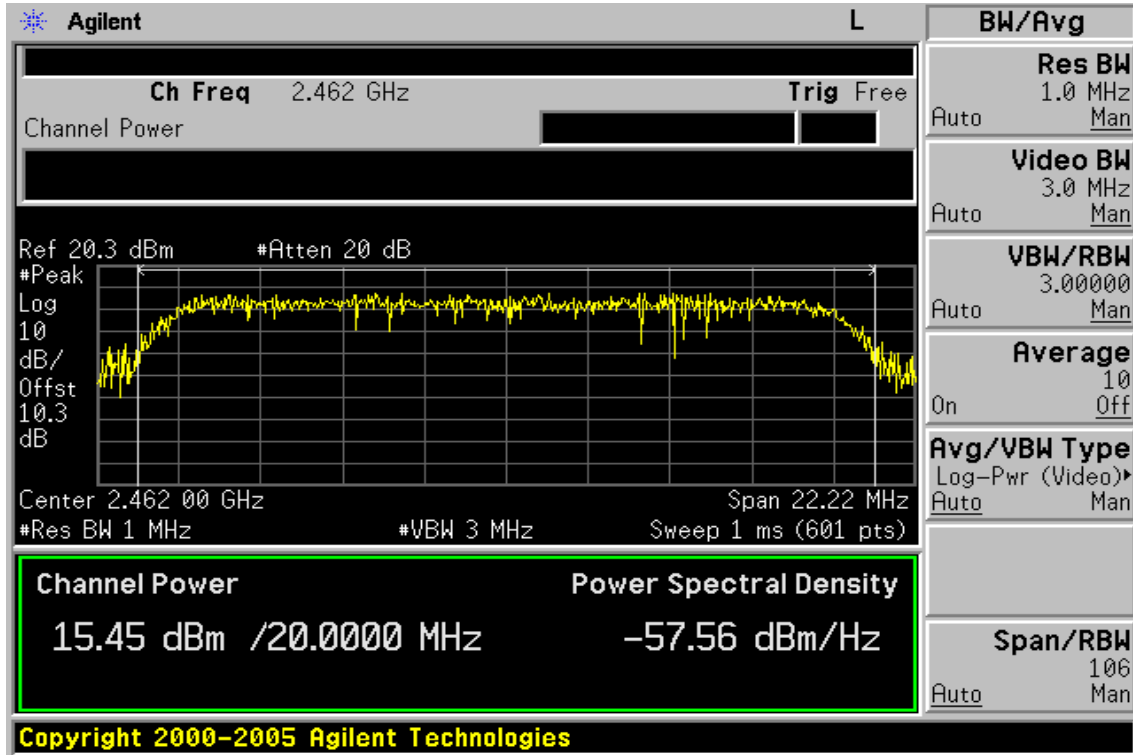 Agilent
L
Ch Freq 2.462 GHz
Trig Free
Channel Power
Ref 20.3 dBm #Atten 20 dB
#Peak
Log
10
dB/
Offst
10.3
dB
Center 2.462 00 GHz Span 22.22 MHz
#Res BW 1 MHz #VBW 3 MHz Sweep 1 ms (601 pts)
Channel Power Power Spectral Density
15.45 dBm /20.0000 MHz -57.56 dBm/Hz
Copyright 2000-2005 Agilent Technologies
BW/Avg
Res BW
1.0 MHz
Auto Man
Video BW
3.0 MHz
Auto Man
VBW/RBW
3.00000
Auto Man
Average
10
On Off
Avg/VBW Type
Log-Pwr (Video)▸
Auto Man
Span/RBW
106
Auto Man